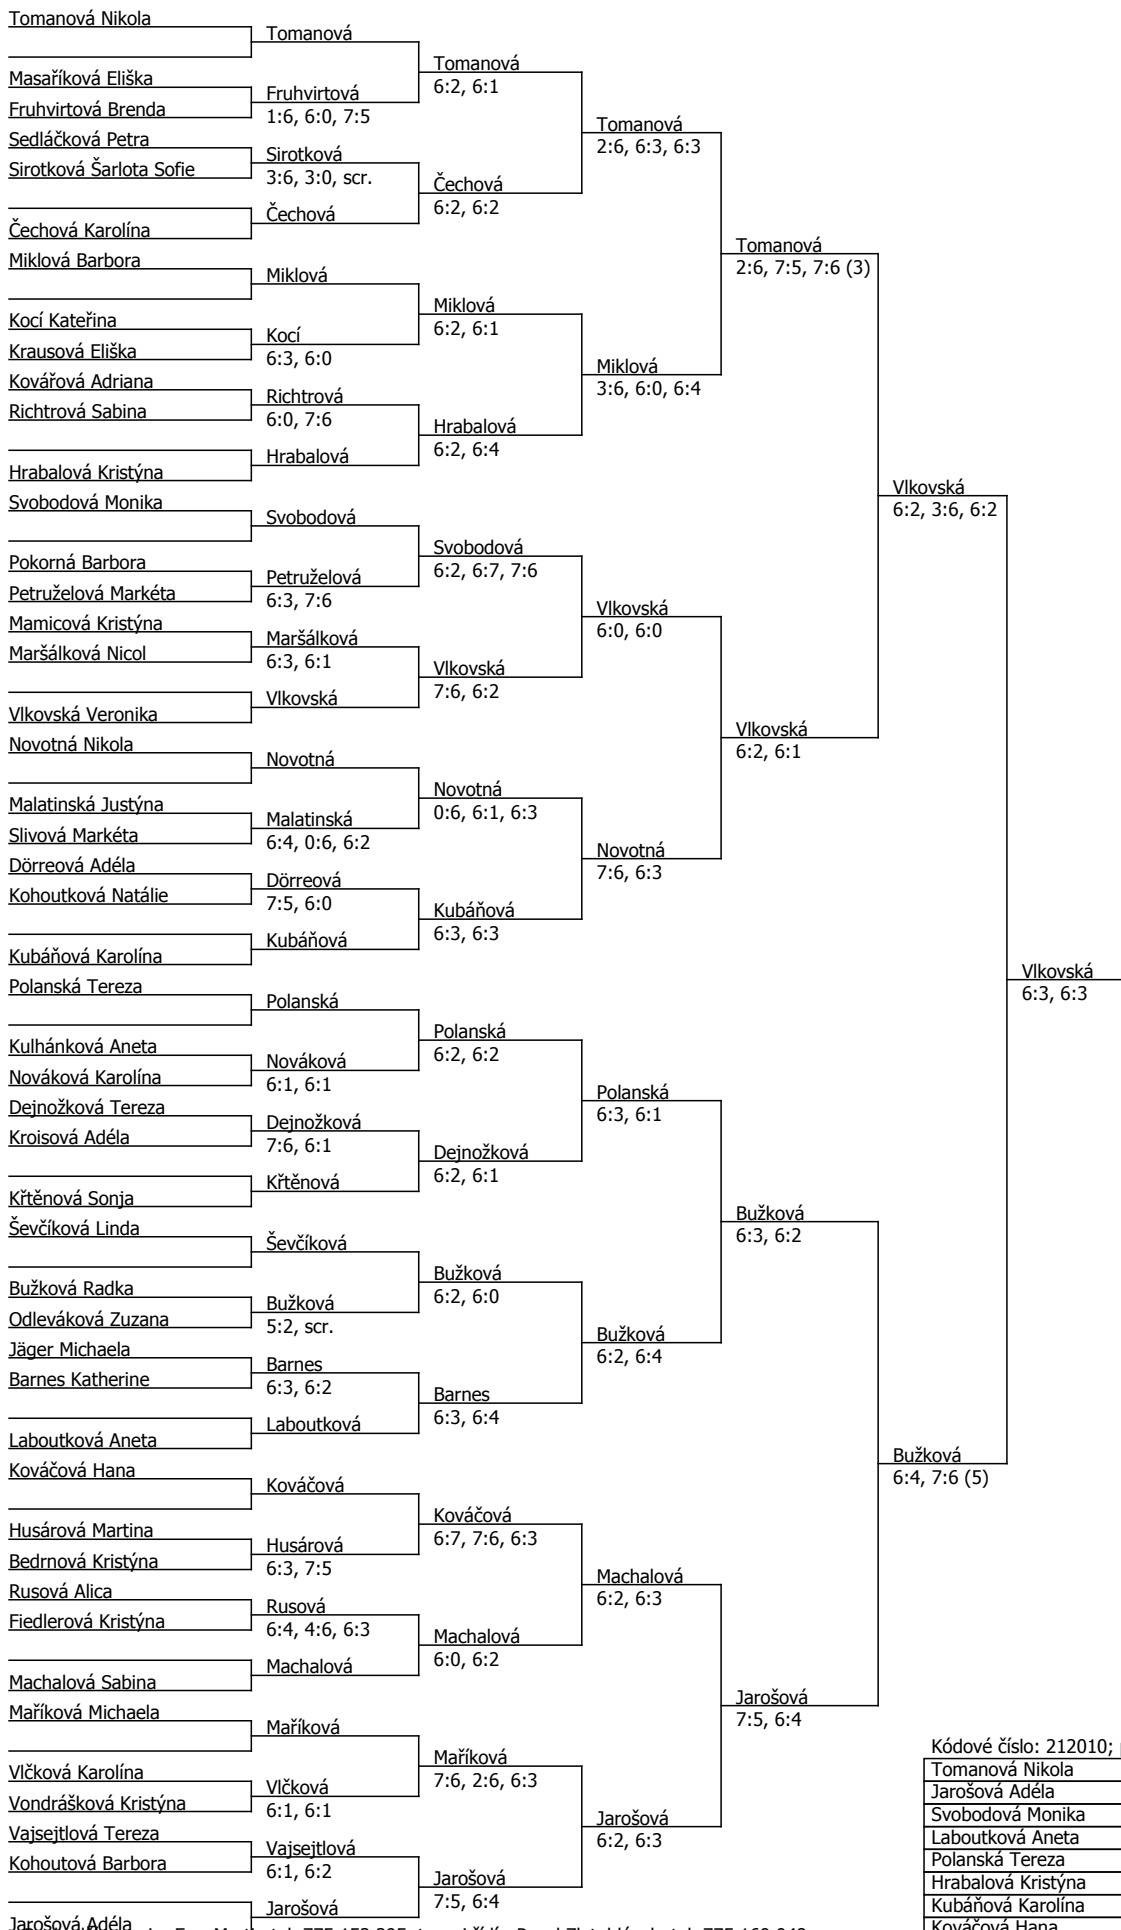 Tomanová Nikola
Masaříková Eliška
Fruhvirtová Brenda
Sedláčková Petra
Sirotková Šarlota Sofie
Čechová Karolína
Miklová Barbora
Kocí Kateřina
Krausová Eliška
Kovářová Adriana
Richtrová Sabina
Hrabalová Kristýna
Svobodová Monika
Pokorná Barbora
Petruželová Markéta
Mamicová Kristýna
Maršálková Nicol
Vlkovská Veronika
Novotná Nikola
Malatinská Justýna
Slivová Markéta
Dörreová Adéla
Kohoutková Natálie
Kubáňová Karolína
Polanská Tereza
Kulhánková Aneta
Nováková Karolína
Dejnožková Tereza
Kroisová Adéla
Křtěnová Sonja
Ševčíková Linda
Bužková Radka
Odleváková Zuzana
Jäger Michaela
Barnes Katherine
Laboutková Aneta
Kováčová Hana
Husárová Martina
Bedrnová Kristýna
Rusová Alica
Fiedlerová Kristýna
Machalová Sabina
Maříková Michaela
Vlčková Karolína
Vondrášková Kristýna
Vajsejtlová Tereza
Kohoutová Barbora
Jarošová Adéla
Tomanová
Fruhvirtová
1:6, 6:0, 7:5
Sirotková
3:6, 3:0, scr.
Čechová
Miklová
Kocí
6:3, 6:0
Richtrová
6:0, 7:6
Hrabalová
Svobodová
Petruželová
6:3, 7:6
Maršálková
6:3, 6:1
Vlkovská
Novotná
Malatinská
6:4, 0:6, 6:2
Dörreová
7:5, 6:0
Kubáňová
Polanská
Nováková
6:1, 6:1
Dejnožková
7:6, 6:1
Křtěnová
Ševčíková
Bužková
5:2, scr.
Barnes
6:3, 6:2
Laboutková
Kováčová
Husárová
6:3, 7:5
Rusová
6:4, 4:6, 6:3
Machalová
Maříková
Vlčková
6:1, 6:1
Vajsejtlová
6:1, 6:2
Jarošová
Tomanová
6:2, 6:1
Čechová
6:2, 6:2
Miklová
6:2, 6:1
Hrabalová
6:2, 6:4
Svobodová
6:2, 6:7, 7:6
Vlkovská
7:6, 6:2
Novotná
0:6, 6:1, 6:3
Kubáňová
6:3, 6:3
Polanská
6:2, 6:2
Dejnožková
6:2, 6:1
Bužková
6:2, 6:0
Barnes
6:3, 6:4
Kováčová
6:7, 7:6, 6:3
Machalová
6:0, 6:2
Maříková
7:6, 2:6, 6:3
Jarošová
7:5, 6:4
Tomanová
2:6, 6:3, 6:3
Miklová
3:6, 6:0, 6:4
Vlkovská
6:0, 6:0
Novotná
7:6, 6:3
Polanská
6:3, 6:1
Bužková
6:2, 6:4
Machalová
6:2, 6:3
Jarošová
6:2, 6:3
Tomanová
2:6, 7:5, 7:6 (3)
Vlkovská
6:2, 6:1
Bužková
6:3, 6:2
Jarošová
7:5, 6:4
Vlkovská
6:2, 3:6, 6:2
Bužková
6:4, 7:6 (5)
Vlkovská
6:3, 6:3
Kódové číslo: 212010;
Tomanová Nikola
Jarošová Adéla
Svobodová Monika
Laboutková Aneta
Polanská Tereza
Hrabalová Kristýna
Kubáňová Karolína
Kováčová Hana